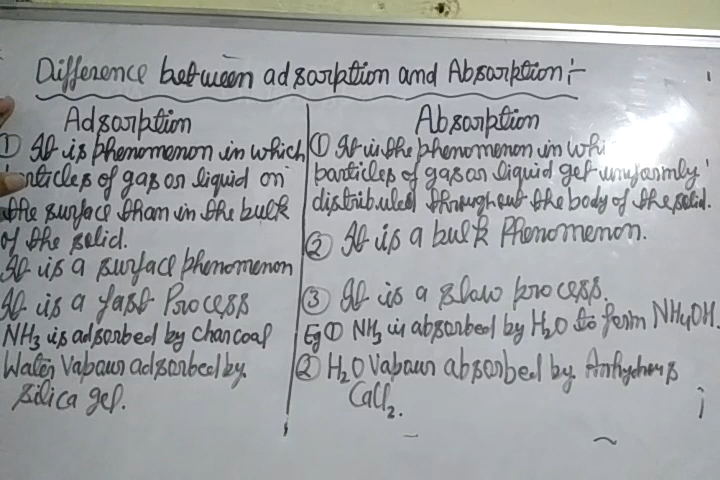 Difference between adsorption and Absorption :-
Adsorption
① It is phenomenon in which
particles of gas or liquid on
the surface than in the bulk
of the solid.
It is a surface phenomenon
It is a fast Process
NH3 is adsorbed by charcoal
Water Vapour adsorbed by
Silica gel.
Absorption
① It is the phenomenon in whi
particles of gas or liquid get uniformly
distributed throughout the body of the solid.
② It is a bulk Phenomenon.
③ It is a slow process.
Eg ① NH3 is absorbed by H2O to form NH4OH.
② H2O Vapour absorbed by Anhydrous
CaCl2.